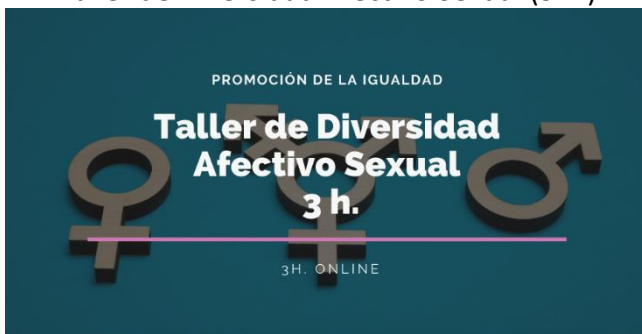 PROMOCIÓN DE LA IGUALDAD
Taller de Diversidad
Afectivo Sexual
3 h.
3H. ONLINE